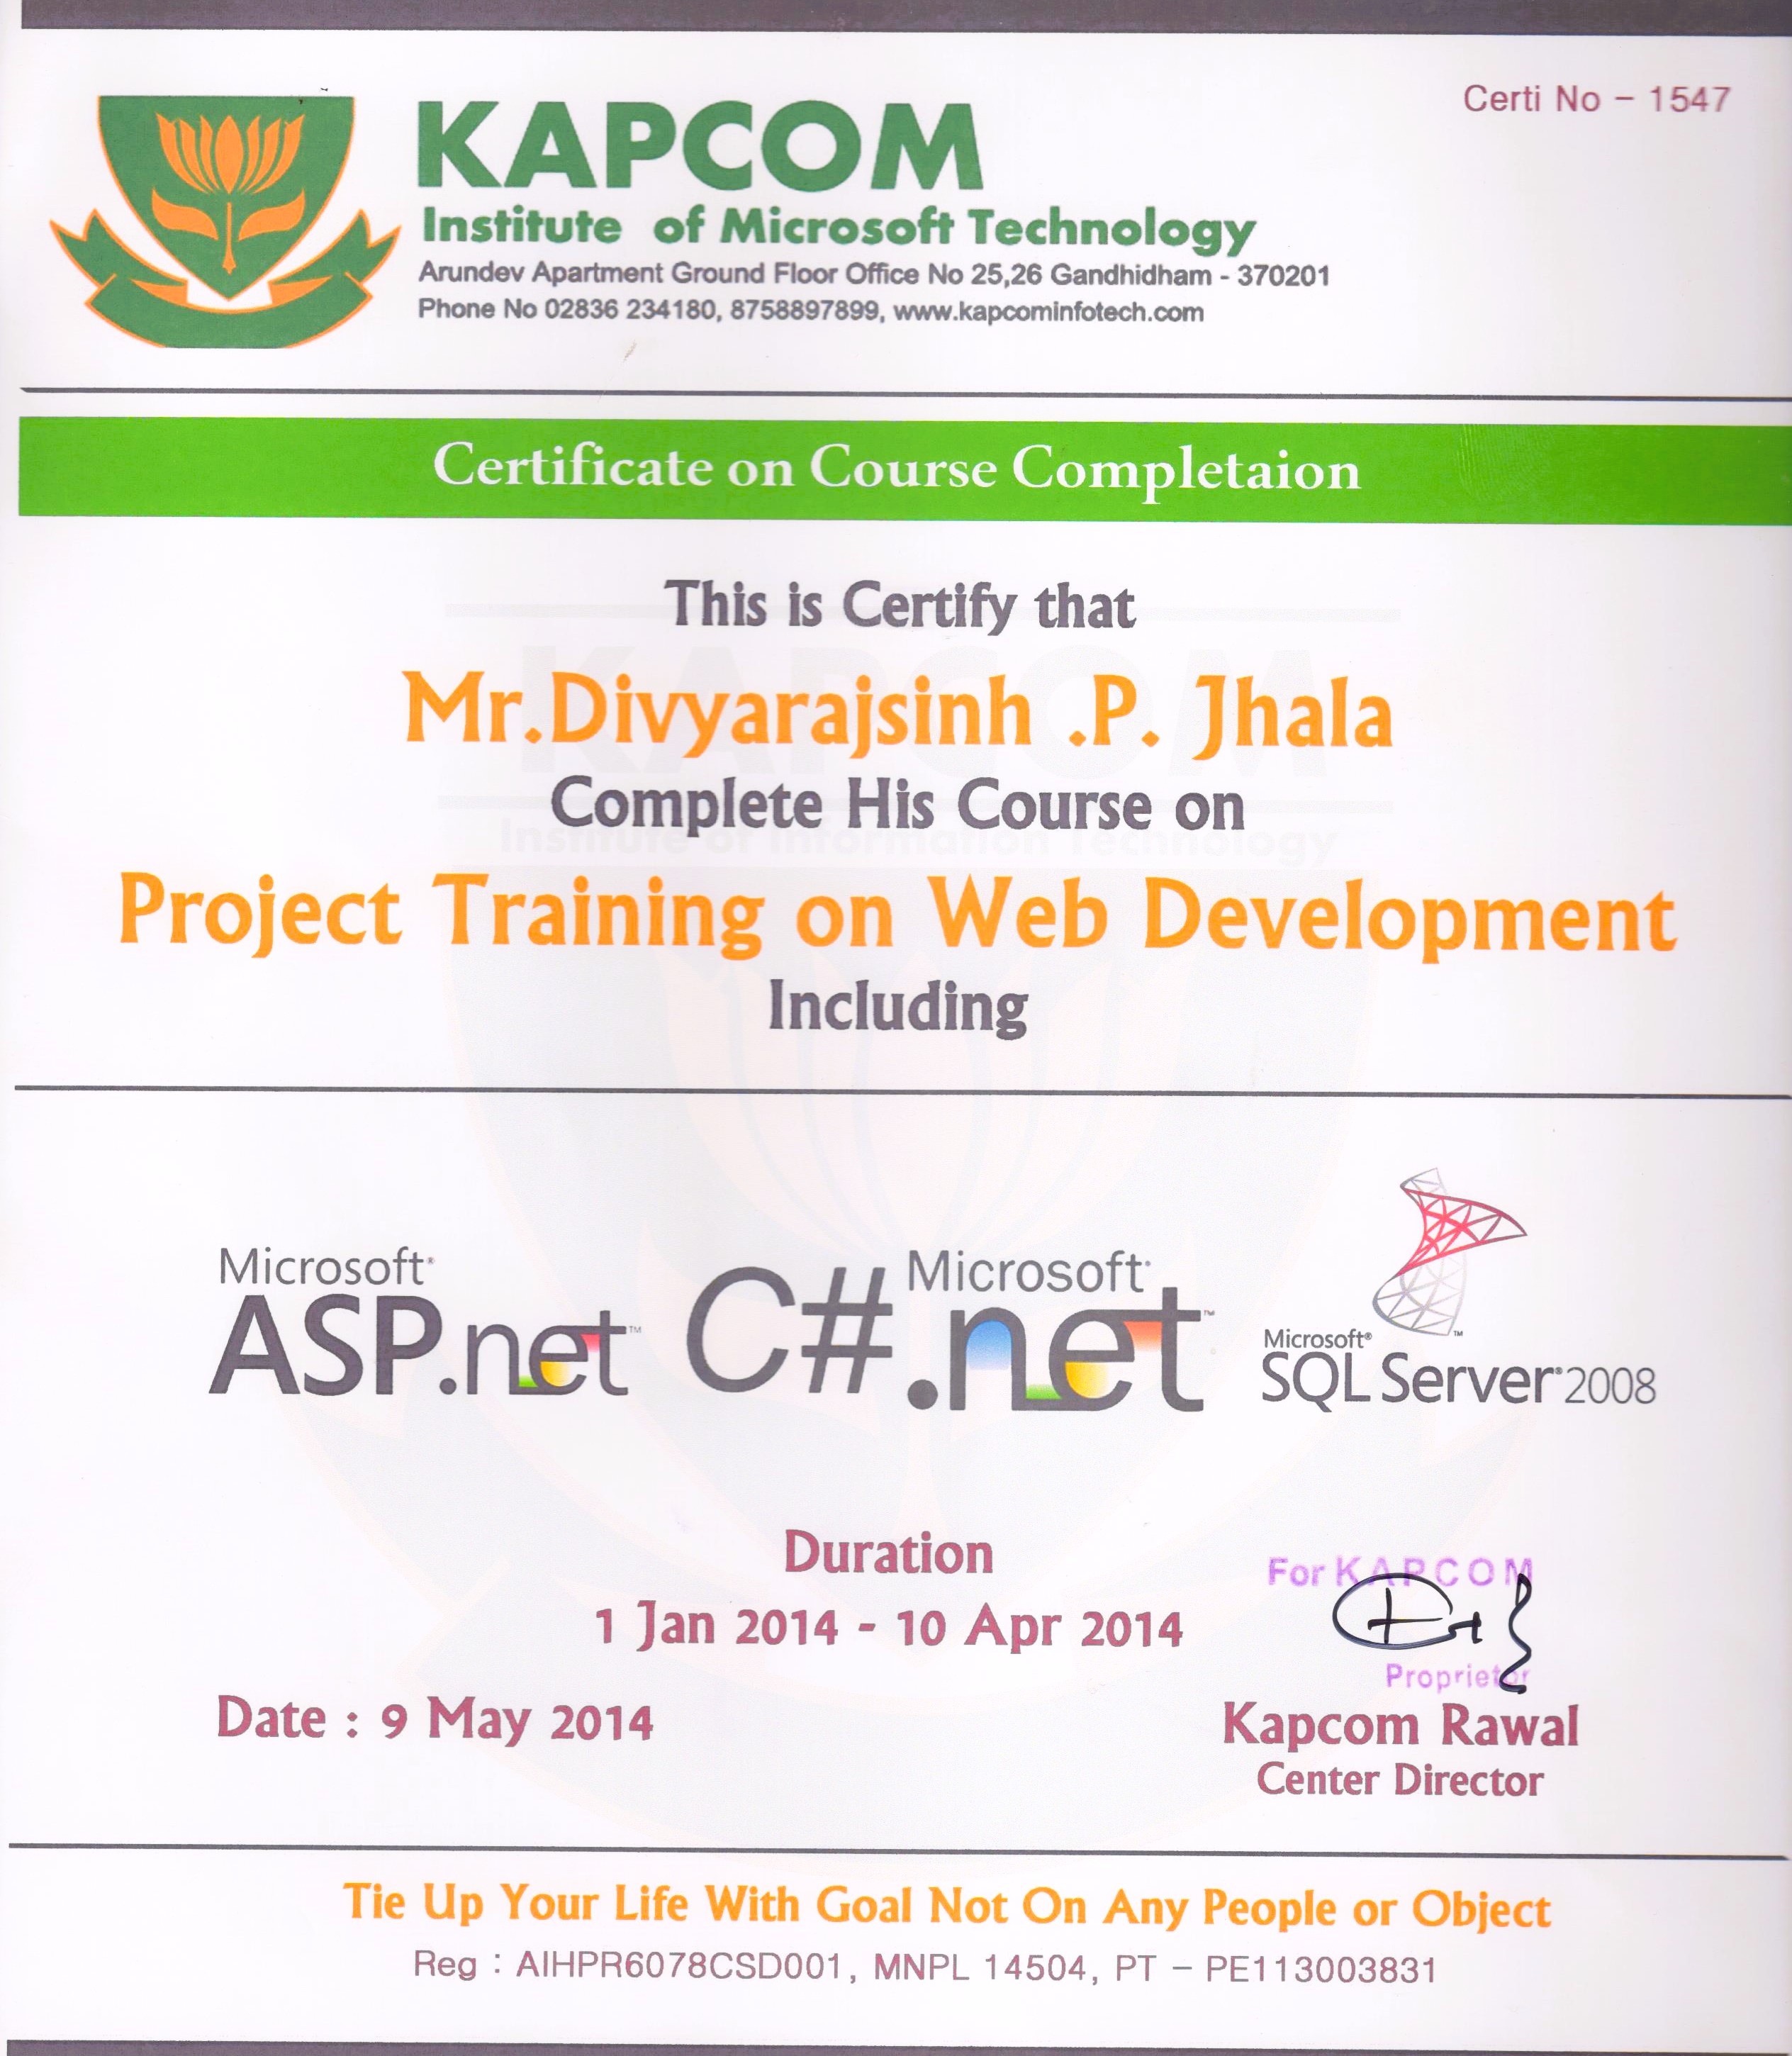 Certi No - 1547
KAPCOM
Institute of Microsoft Technology
Arundev Apartment Ground Floor Office No 25,26 Gandhidham - 370201
Phone No 02836 234180, 8758897899, www.kapcominfotech.com
Certificate on Course Completaion
This is Certify that
KAPCOM
Mr.Divyarajsinh .P. Jhala
Complete His Course on
Institute of Information Technology
Project Training on Web Development
Including
Microsoft®
ASP.net™
C#
Microsoft®
.net™
Microsoft®
SQL Server® 2008
™
Duration
1 Jan 2014 - 10 Apr 2014
For KAPCOM
Proprietor
Date : 9 May 2014
Kapcom Rawal
Center Director
Tie Up Your Life With Goal Not On Any People or Object
Reg : AIHPR6078CSD001, MNPL 14504, PT - PE113003831